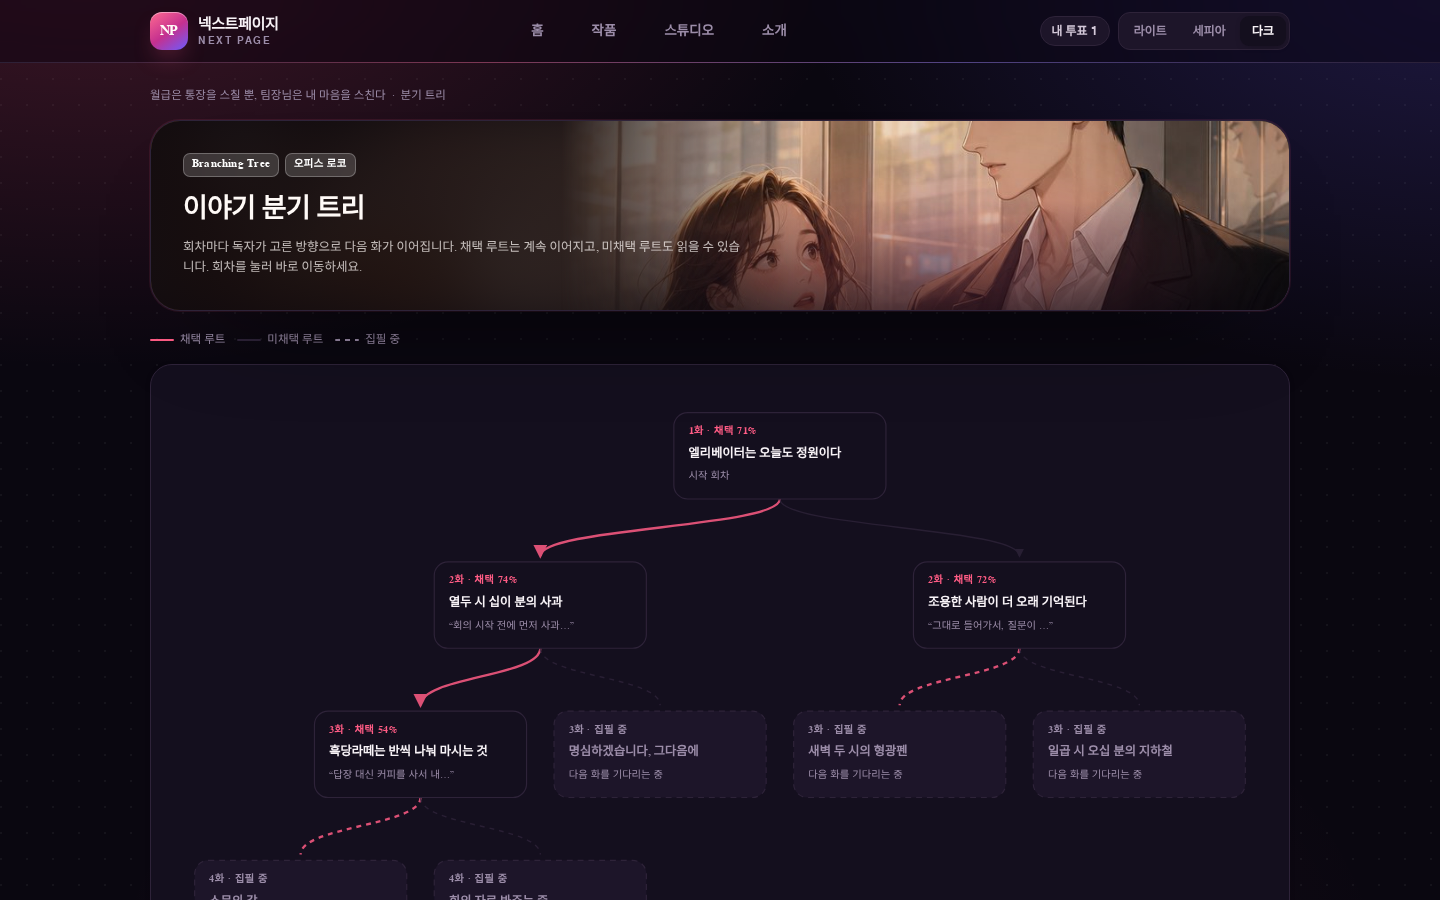 NP
넥스트페이지
NEXT PAGE
홈
작품
스튜디오
소개
내 투표 1
라이트
세피아
다크
월급은 통장을 스칠 뿐, 팀장님은 내 마음을 스친다 · 분기 트리
Branching Tree
오피스 로코
이야기 분기 트리
회차마다 독자가 고른 방향으로 다음 화가 이어집니다. 채택 루트는 계속 이어지고, 미채택 루트도 읽을 수 있습
니다. 회차를 눌러 바로 이동하세요.
채택 루트
미채택 루트
집필 중
1화 · 채택 71%
엘리베이터는 오늘도 정원이다
시작 회차
2화 · 채택 74%
열두 시 십이 분의 사과
“회의 시작 전에 먼저 사과…”
2화 · 채택 72%
조용한 사람이 더 오래 기억된다
“그대로 들어가서, 질문이 …”
3화 · 채택 54%
흑당라떼는 반씩 나눠 마시는 것
“답장 대신 커피를 사서 내…”
3화 · 집필 중
명심하겠습니다, 그다음에
다음 화를 기다리는 중
3화 · 집필 중
새벽 두 시의 형광펜
다음 화를 기다리는 중
3화 · 집필 중
일곱 시 오십 분의 지하철
다음 화를 기다리는 중
4화 · 집필 중
4화 · 집필 중